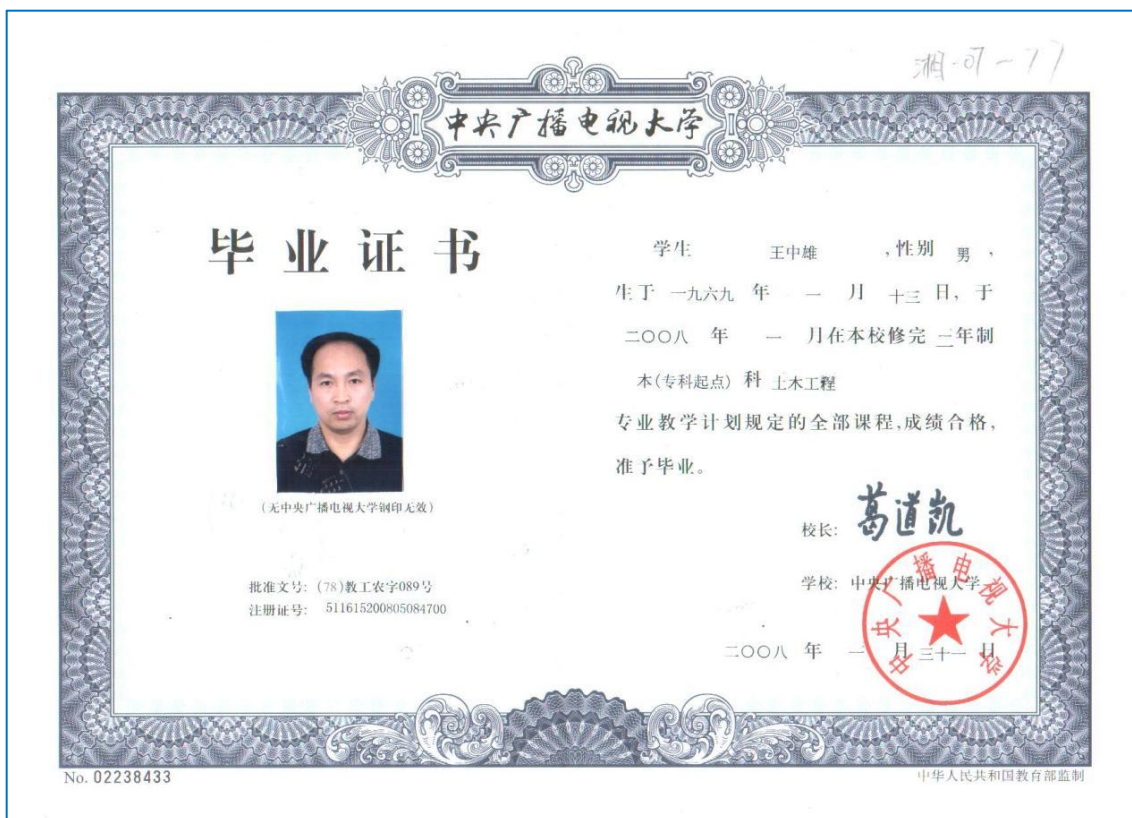 湘-07-77
中央广播电视大学
毕业证书
(无中央广播电视大学钢印无效)
批准文号: (78)教工农字089号
注册证号: 511615200805084700
学生 王中雄 ,性别 男,
生于 一九六九 年 一 月 十三 日, 于
二〇〇八 年 一 月在本校修完 三年制
本(专科起点) 科 土木工程
专业教学计划规定的全部课程,成绩合格,
准予毕业。
校长: 葛道凯
学校: 中央广播电视大学
中央广播电视大学
二〇〇八 年 一 月 三十一 日
No. 02238433
中华人民共和国教育部监制